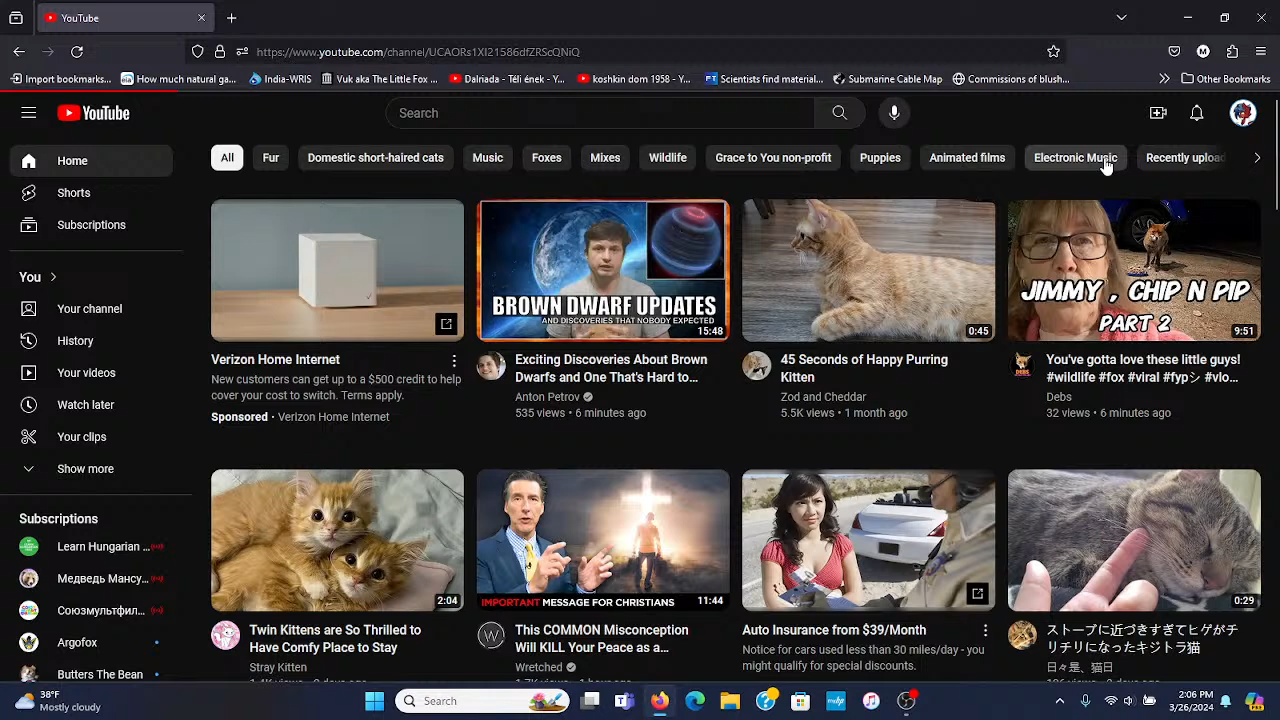 YouTube
https://www.youtube.com/channel/UCAORs1XI21586dfZRScQNiQ
Import bookmarks...
How much natural ga...
India-WRIS
Vuk aka The Little Fox ...
Dalriada - Téli ének - Y...
koshkin dom 1958 - Y...
Scientists find material...
Submarine Cable Map
Commissions of blush...
Other Bookmarks
YouTube
Search
Home
Shorts
Subscriptions
You
Your channel
History
Your videos
Watch later
Your clips
Show more
Subscriptions
Learn Hungarian ...
Медведь Мансу...
Союзмультфил...
Argofox
Butters The Bean
All
Fur
Domestic short-haired cats
Music
Foxes
Mixes
Wildlife
Grace to You non-profit
Puppies
Animated films
Electronic Music
Recently upload
BROWN DWARF UPDATES
AND DISCOVERIES THAT NOBODY EXPECTED
15:48
0:45
JIMMY , CHIP N PIP
PART 2
9:51
Verizon Home Internet
New customers can get up to a $500 credit to help
cover your cost to switch. Terms apply.
Sponsored • Verizon Home Internet
Exciting Discoveries About Brown
Dwarfs and One That's Hard to...
Anton Petrov
535 views • 6 minutes ago
45 Seconds of Happy Purring
Kitten
Zod and Cheddar
5.5K views • 1 month ago
DEBS
You've gotta love these little guys!
#wildlife #fox #viral #fypシ #vlo...
Debs
32 views • 6 minutes ago
2:04
IMPORTANT MESSAGE FOR CHRISTIANS
11:44
0:29
Twin Kittens are So Thrilled to
Have Comfy Place to Stay
Stray Kitten
W
This COMMON Misconception
Will KILL Your Peace as a...
Wretched
Auto Insurance from $39/Month
Notice for cars used less than 30 miles/day - you
might qualify for special discounts.
ストーブに近づきすぎてヒゲがチ
リチリになったキジトラ猫
日々是、猫日
38°F
Mostly cloudy
Search
2:06 PM
3/26/2024